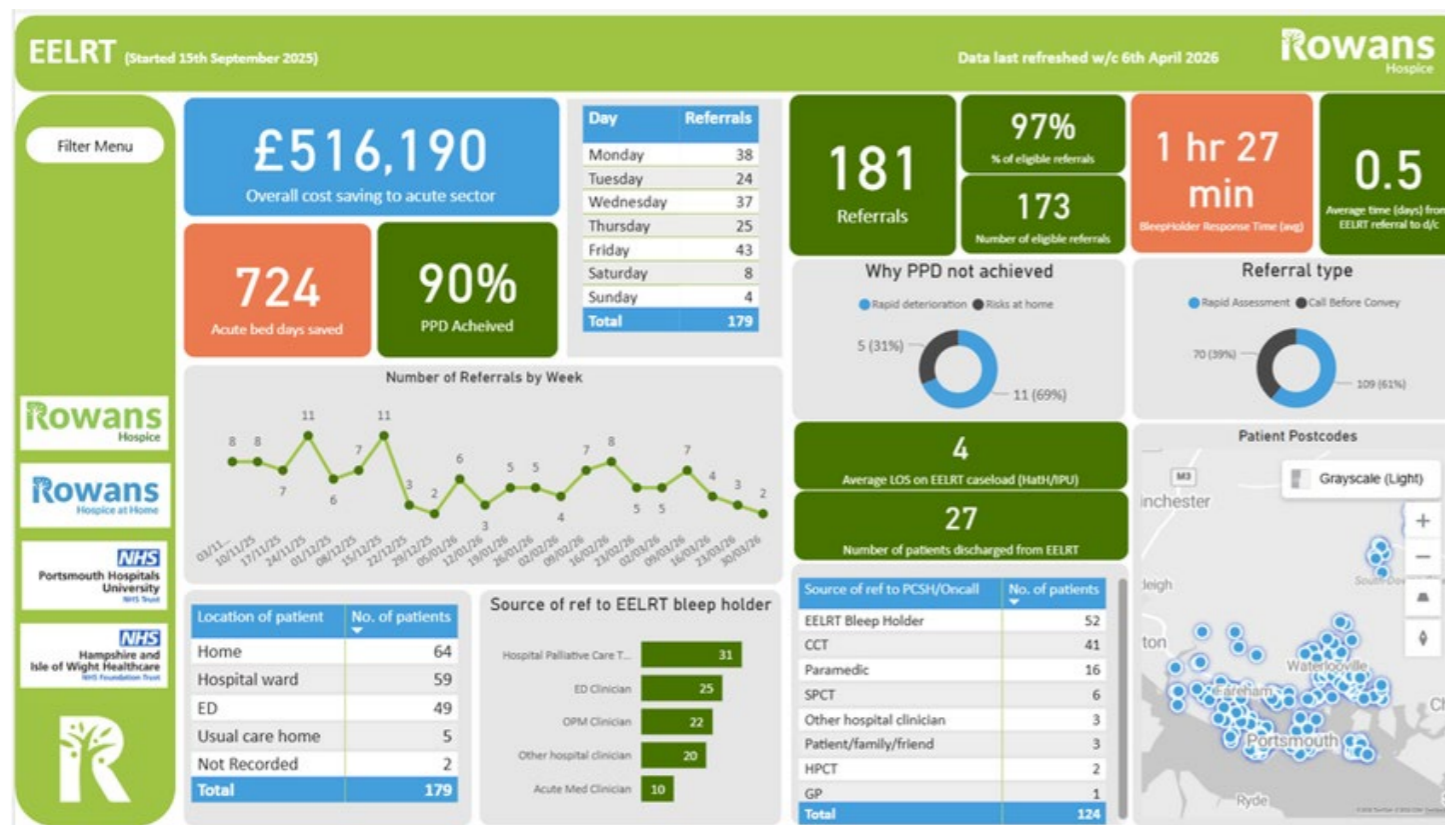 EELRT (Started 15th September 2025)
Data last refreshed w/c 6th April 2026
Rowans
Hospice
Filter Menu
Rowans
Hospice
Rowans
Hospice at Home
NHS
Portsmouth Hospitals
University
NHS Trust
NHS
Hampshire and
Isle of Wight Healthcare
NHS Foundation Trust
£516,190
Overall cost saving to acute sector
724
Acute bed days saved
90%
PPD Acheived
Day Referrals
Monday 38
Tuesday 24
Wednesday 37
Thursday 25
Friday 43
Saturday 8
Sunday 4
Total 179
181
Referrals
97%
% of eligible referrals
173
Number of eligible referrals
1 hr 27
min
BleepHolder Response Time (avg)
0.5
Average time (days) from
EELRT referral to d/c
Number of Referrals by Week
8 8 7 11 6 7 11 3 2 6 3 5 5 4 7 8 5 5 7 4 3 2
03/11... 10/11/25 17/11/25 24/11/25 01/12/25 08/12/25 15/12/25 22/12/25 29/12/25 05/01/26 12/01/26 19/01/26 26/01/26 02/02/26 09/02/26 16/02/26 23/02/26 02/03/26 09/03/26 16/03/26 23/03/26 30/03/26
Why PPD not achieved
Rapid deterioration Risks at home
5 (31%)
11 (69%)
Referral type
Rapid Assessment Call Before Convey
70 (39%)
109 (61%)
4
Average LOS on EELRT caseload (HatH/IPU)
27
Number of patients discharged from EELRT
Location of patient No. of patients
Home 64
Hospital ward 59
ED 49
Usual care home 5
Not Recorded 2
Total 179
Source of ref to EELRT bleep holder
Hospital Palliative Care T... 31
ED Clinician 25
OPM Clinician 22
Other hospital clinician 20
Acute Med Clinician 10
Source of ref to PCSH/Oncall No. of patients
EELRT Bleep Holder 52
CCT 41
Paramedic 16
SPCT 6
Other hospital clinician 3
Patient/family/friend 3
HPCT 2
GP 1
Total 124
Patient Postcodes
Grayscale (Light)
M3
inchester
leigh
ton
Waterlooville
Fareham
Portsmouth
Ryde